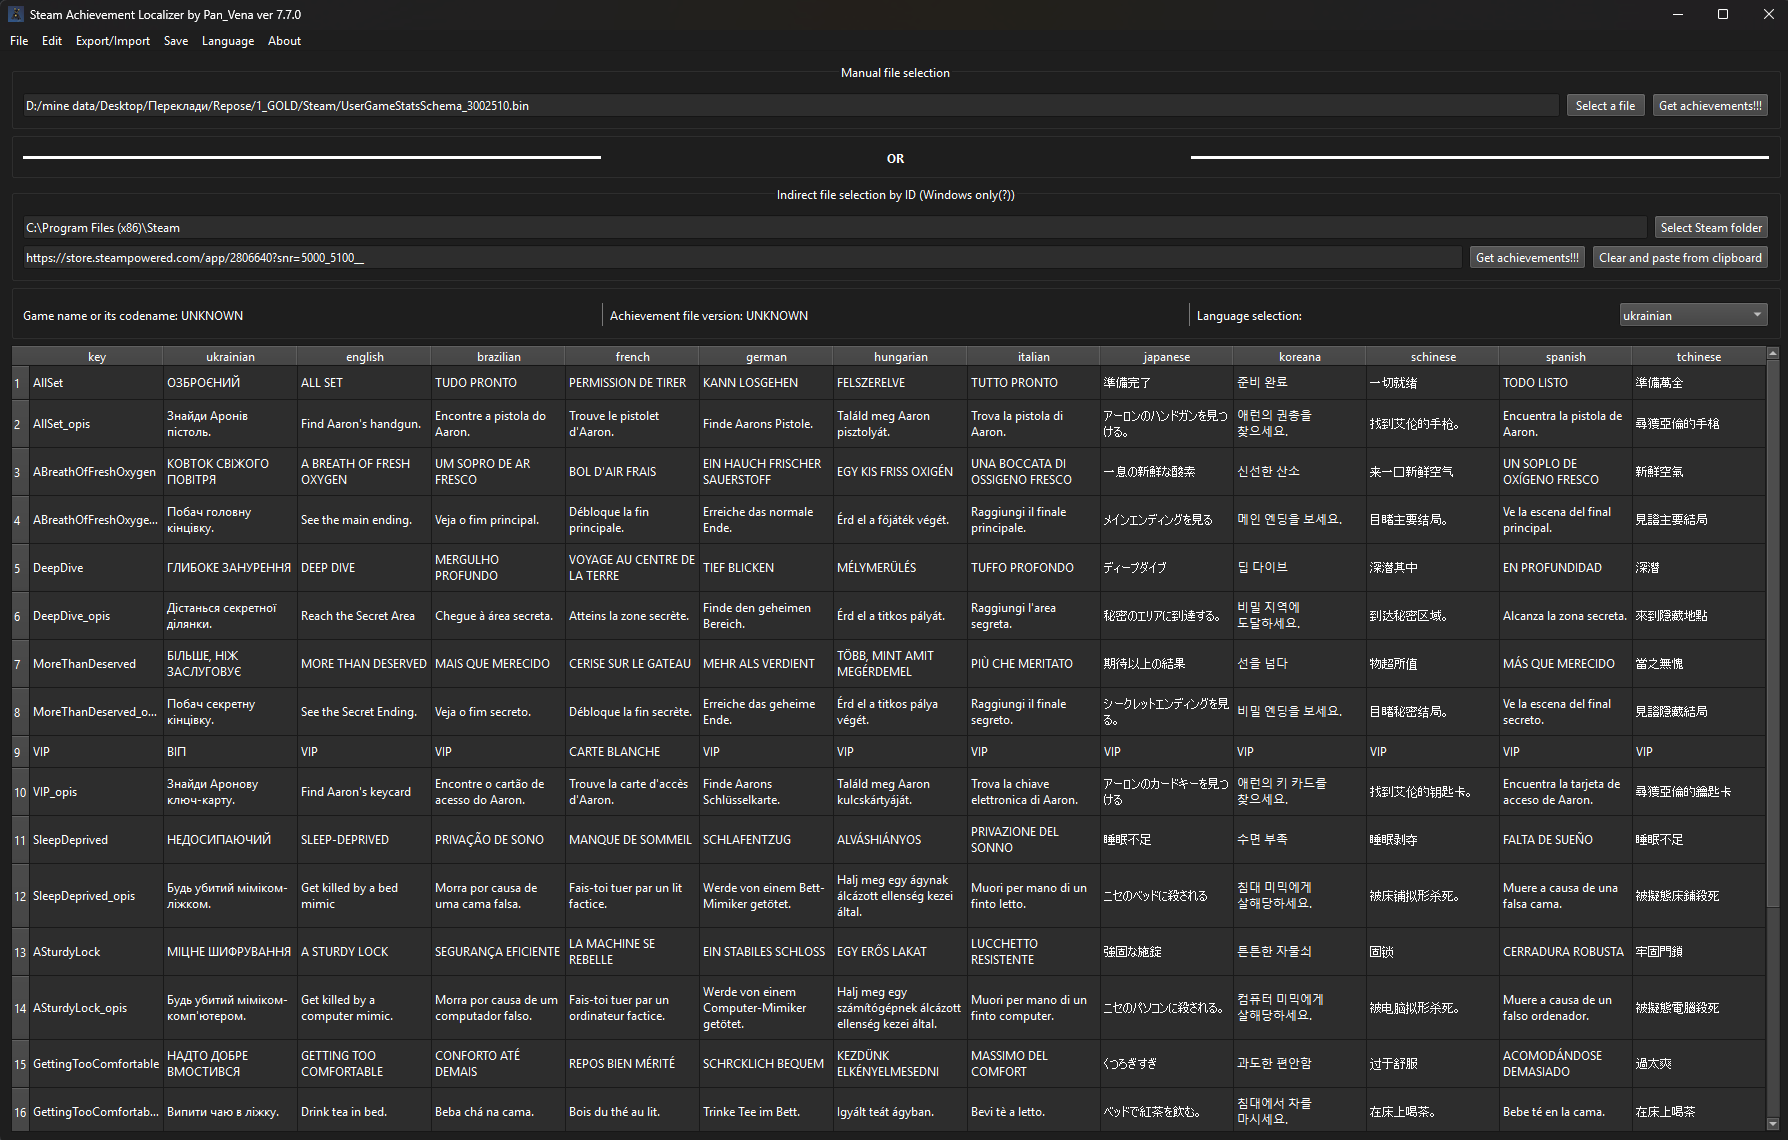 Steam Achievement Localizer by Pan_Vena ver 7.7.0
File Edit Export/Import Save Language About
Manual file selection
D:/mine data/Desktop/Переклади/Repose/1_GOLD/Steam/UserGameStatsSchema_3002510.bin Select a file Get achievements!!!
OR
Indirect file selection by ID (Windows only(?))
C:\Program Files (x86)\Steam Select Steam folder
https://store.steampowered.com/app/2806640?snr=5000_5100__ Get achievements!!! Clear and paste from clipboard
Game name or its codename: UNKNOWN Achievement file version: UNKNOWN Language selection: ukrainian
key ukrainian english brazilian french german hungarian italian japanese koreana schinese spanish tchinese
1 AllSet ОЗБРОЄНИЙ ALL SET TUDO PRONTO PERMISSION DE TIRER KANN LOSGEHEN FELSZERELVE TUTTO PRONTO 準備完了 준비 완료 一切就绪 TODO LISTO 準備萬全
2 AllSet_opis Знайди Аронів пістоль. Find Aaron's handgun. Encontre a pistola do Aaron. Trouve le pistolet d'Aaron. Finde Aarons Pistole. Találd meg Aaron pisztolyát. Trova la pistola di Aaron. アーロンのハンドガンを見つける。 애런의 권총을 찾으세요. 找到艾伦的手枪。 Encuentra la pistola de Aaron. 尋獲亞倫的手槍
3 ABreathOfFreshOxygen КОВТОК СВІЖОГО ПОВІТРЯ A BREATH OF FRESH OXYGEN UM SOPRO DE AR FRESCO BOL D'AIR FRAIS EIN HAUCH FRISCHER SAUERSTOFF EGY KIS FRISS OXIGÉN UNA BOCCATA DI OSSIGENO FRESCO 一息の新鮮な酸素 신선한 산소 来一口新鲜空气 UN SOPLO DE OXÍGENO FRESCO 新鮮空氣
4 ABreathOfFreshOxyge... Побач головну кінцівку. See the main ending. Veja o fim principal. Débloque la fin principale. Erreiche das normale Ende. Érd el a főjáték végét. Raggiungi il finale principale. メインエンディングを見る 메인 엔딩을 보세요. 目睹主要结局。 Ve la escena del final principal. 見證主要結局
5 DeepDive ГЛИБОКЕ ЗАНУРЕННЯ DEEP DIVE MERGULHO PROFUNDO VOYAGE AU CENTRE DE LA TERRE TIEF BLICKEN MÉLYMERÜLÉS TUFFO PROFONDO ディープダイブ 딥 다이브 深潜其中 EN PROFUNDIDAD 深潛
6 DeepDive_opis Дістанься секретної ділянки. Reach the Secret Area Chegue à área secreta. Atteins la zone secrète. Finde den geheimen Bereich. Érd el a titkos pályát. Raggiungi l'area segreta. 秘密のエリアに到達する。 비밀 지역에 도달하세요. 到达秘密区域。 Alcanza la zona secreta. 來到隱藏地點
7 MoreThanDeserved БІЛЬШЕ, НІЖ ЗАСЛУГОВУЄ MORE THAN DESERVED MAIS QUE MERECIDO CERISE SUR LE GATEAU MEHR ALS VERDIENT TÖBB, MINT AMIT MEGÉRDEMEL PIÙ CHE MERITATO 期待以上の結果 선을 넘다 物超所值 MÁS QUE MERECIDO 當之無愧
8 MoreThanDeserved_o... Побач секретну кінцівку. See the Secret Ending. Veja o fim secreto. Débloque la fin secrète. Erreiche das geheime Ende. Érd el a titkos pálya végét. Raggiungi il finale segreto. シークレットエンディングを見る。 비밀 엔딩을 보세요. 目睹秘密结局。 Ve la escena del final secreto. 見證隱藏結局
9 VIP ВІП VIP VIP CARTE BLANCHE VIP VIP VIP VIP VIP VIP VIP VIP
10 VIP_opis Знайди Аронову ключ-карту. Find Aaron's keycard Encontre o cartão de acesso do Aaron. Trouve la carte d'accès d'Aaron. Finde Aarons Schlüsselkarte. Találd meg Aaron kulcskártyáját. Trova la chiave elettronica di Aaron. アーロンのカードキーを見つける 애런의 키 카드를 찾으세요. 找到艾伦的钥匙卡。 Encuentra la tarjeta de acceso de Aaron. 尋獲亞倫的鑰匙卡
11 SleepDeprived НЕДОСИПАЮЧИЙ SLEEP-DEPRIVED PRIVAÇÃO DE SONO MANQUE DE SOMMEIL SCHLAFENTZUG ALVÁSHIÁNYOS PRIVAZIONE DEL SONNO 睡眠不足 수면 부족 睡眠剥夺 FALTA DE SUEÑO 睡眠不足
12 SleepDeprived_opis Будь убитий міміком-ліжком. Get killed by a bed mimic Morra por causa de uma cama falsa. Fais-toi tuer par un lit factice. Werde von einem Bett-Mimiker getötet. Halj meg egy ágynak álcázott ellenség kezei által. Muori per mano di un finto letto. ニセのベッドに殺される 침대 미믹에게 살해당하세요. 被床铺拟形杀死。 Muere a causa de una falsa cama. 被擬態床鋪殺死
13 ASturdyLock МІЦНЕ ШИФРУВАННЯ A STURDY LOCK SEGURANÇA EFICIENTE LA MACHINE SE REBELLE EIN STABILES SCHLOSS EGY ERŐS LAKAT LUCCHETTO RESISTENTE 強固な施錠 튼튼한 자물쇠 固锁 CERRADURA ROBUSTA 牢固門鎖
14 ASturdyLock_opis Будь убитий міміком-комп'ютером. Get killed by a computer mimic. Morra por causa de um computador falso. Fais-toi tuer par un ordinateur factice. Werde von einem Computer-Mimiker getötet. Halj meg egy számítógépnek álcázott ellenség kezei által. Muori per mano di un finto computer. ニセのパソコンに殺される。 컴퓨터 미믹에게 살해당하세요. 被电脑拟形杀死。 Muere a causa de un falso ordenador. 被擬態電腦殺死
15 GettingTooComfortable НАДТО ДОБРЕ ВМОСТИВСЯ GETTING TOO COMFORTABLE CONFORTO ATÉ DEMAIS REPOS BIEN MÉRITÉ SCHRCKLICH BEQUEM KEZDÜNK ELKÉNYELMESEDNI MASSIMO DEL COMFORT くつろぎすぎ 과도한 편안함 过于舒服 ACOMODÁNDOSE DEMASIADO 過太爽
16 GettingTooComfortab... Випити чаю в ліжку. Drink tea in bed. Beba chá na cama. Bois du thé au lit. Trinke Tee im Bett. Igyált teát ágyban. Bevi tè a letto. ベッドで紅茶を飲む。 침대에서 차를 마시세요. 在床上喝茶。 Bebe té en la cama. 在床上喝茶